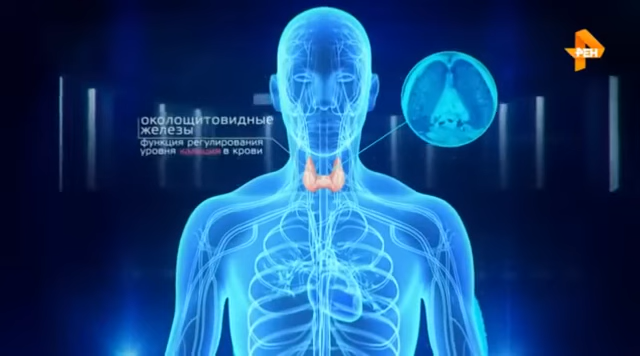 РЕН
околощитовидные
железы
функция регулирования
уровня кальция в крови